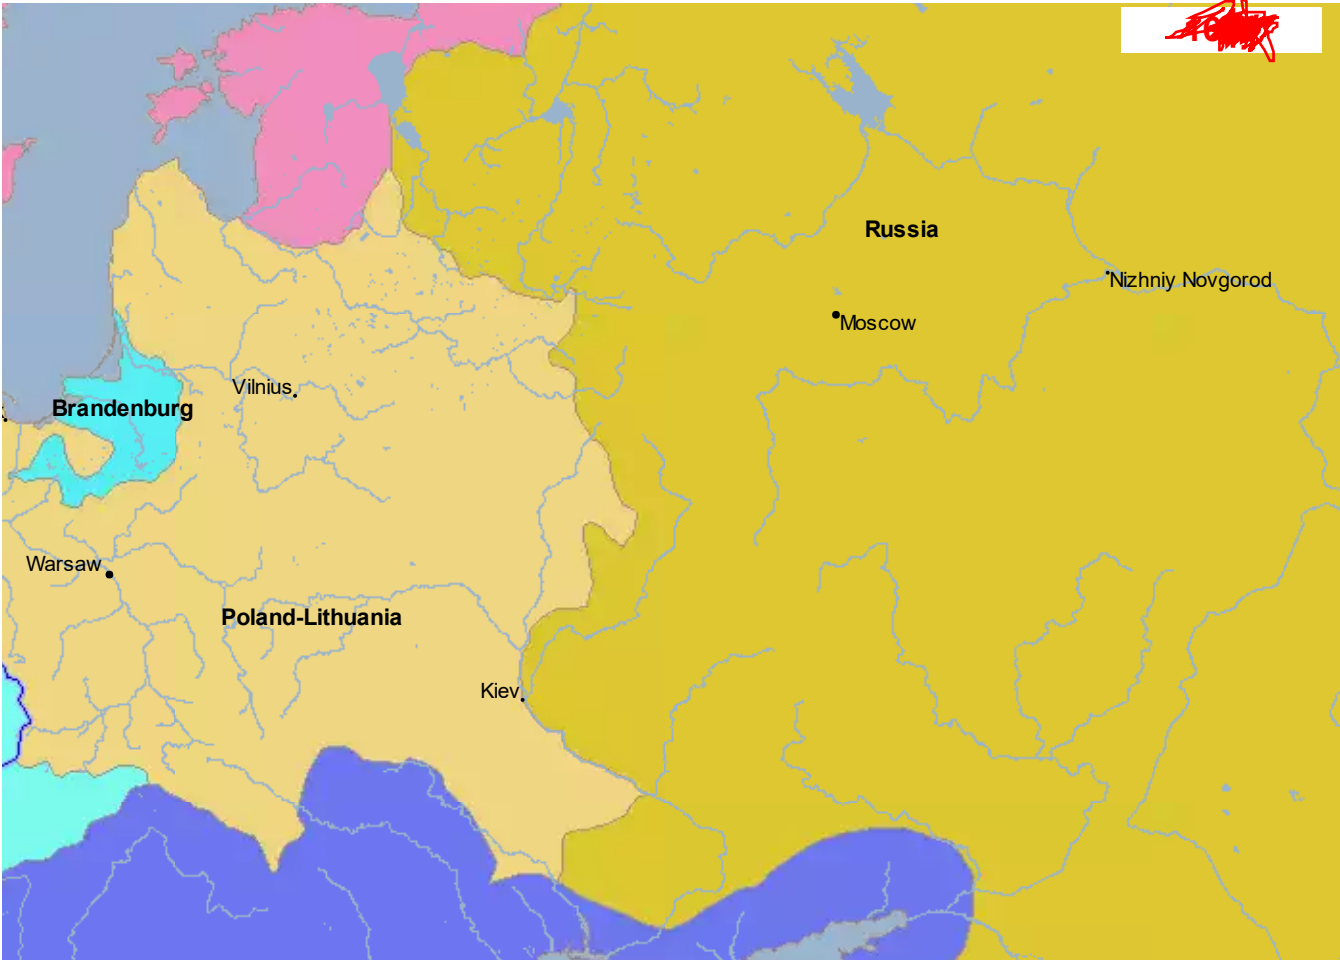 Russia
Nizhniy Novgorod
Moscow
Vilnius
Brandenburg
Warsaw
Poland-Lithuania
Kiev